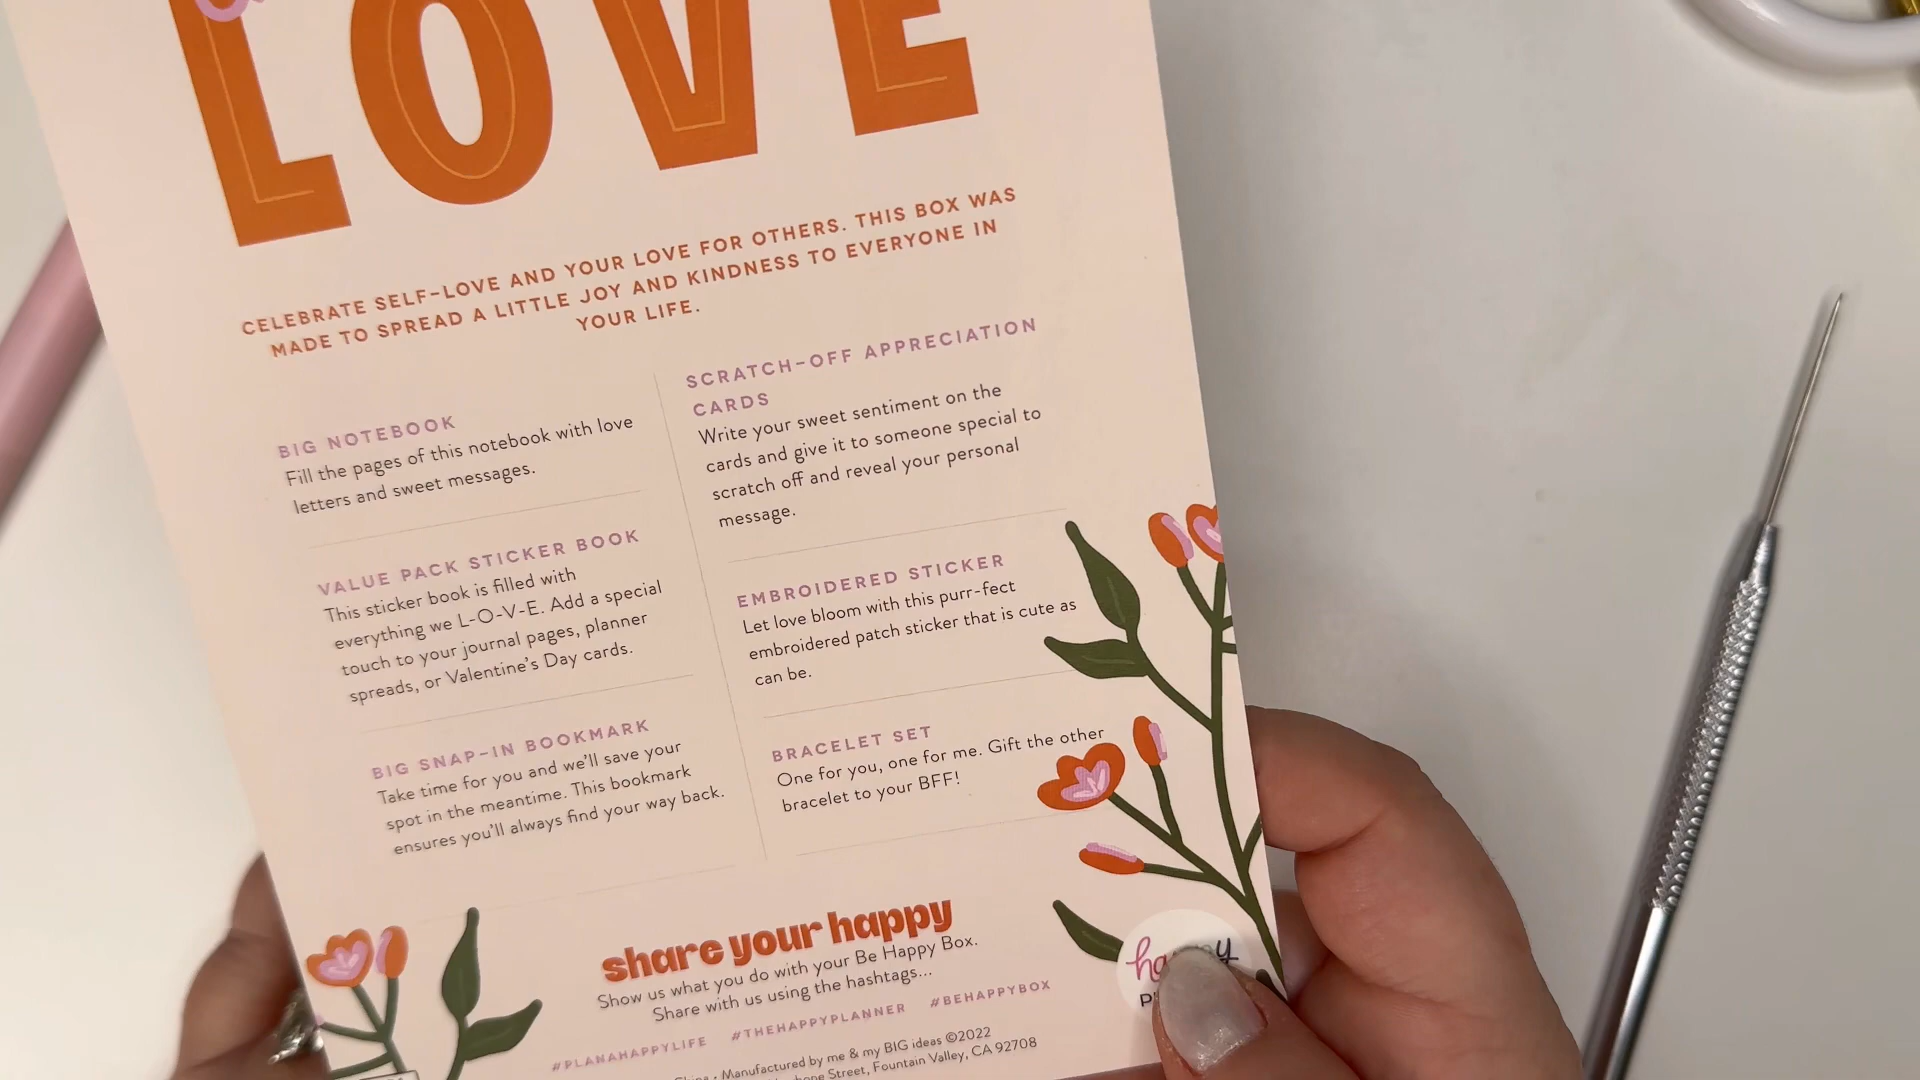 LOVE
CELEBRATE SELF-LOVE AND YOUR LOVE FOR OTHERS. THIS BOX WAS
MADE TO SPREAD A LITTLE JOY AND KINDNESS TO EVERYONE IN
YOUR LIFE.
BIG NOTEBOOK
Fill the pages of this notebook with love
letters and sweet messages.
VALUE PACK STICKER BOOK
This sticker book is filled with
everything we L-O-V-E. Add a special
touch to your journal pages, planner
spreads, or Valentine's Day cards.
BIG SNAP-IN BOOKMARK
Take time for you and we'll save your
spot in the meantime. This bookmark
ensures you'll always find your way back.
SCRATCH-OFF APPRECIATION
CARDS
Write your sweet sentiment on the
cards and give it to someone special to
scratch off and reveal your personal
message.
EMBROIDERED STICKER
Let love bloom with this purr-fect
embroidered patch sticker that is cute as
can be.
BRACELET SET
One for you, one for me. Gift the other
bracelet to your BFF!
share your happy
Show us what you do with your Be Happy Box.
Share with us using the hashtags...
#PLANAHAPPYLIFE #THEHAPPYPLANNER #BEHAPPYBOX
China • Manufactured by me & my BIG ideas ©2022
Street, Fountain Valley, CA 92708